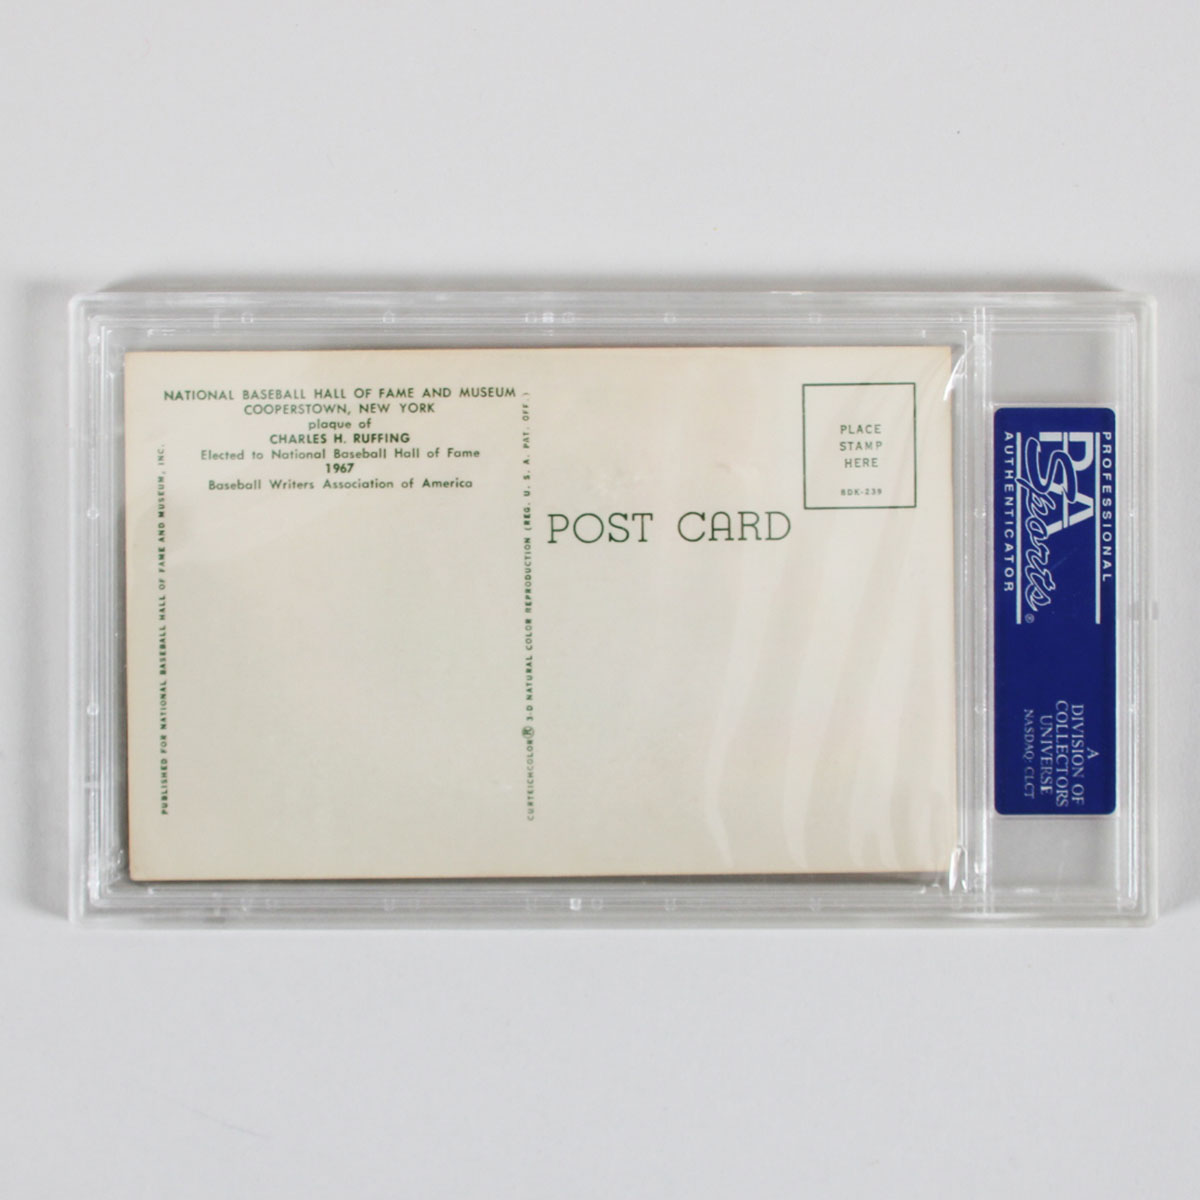 NATIONAL BASEBALL HALL OF FAME AND MUSEUM
COOPERSTOWN, NEW YORK
plaque of
CHARLES H. RUFFING
Elected to National Baseball Hall of Fame
1967
Baseball Writers Association of America
PUBLISHED FOR NATIONAL BASEBALL HALL OF FAME AND MUSEUM, INC.
CURTEICHCOLOR® 3-D NATURAL COLOR REPRODUCTION (REG. U. S. A. PAT. OFF.)
POST CARD
PLACE
STAMP
HERE
8DK-239
PROFESSIONAL
PSA
Sports®
AUTHENTICATOR
A
DIVISION OF
COLLECTORS
UNIVERSE
NASDAQ: CLCT